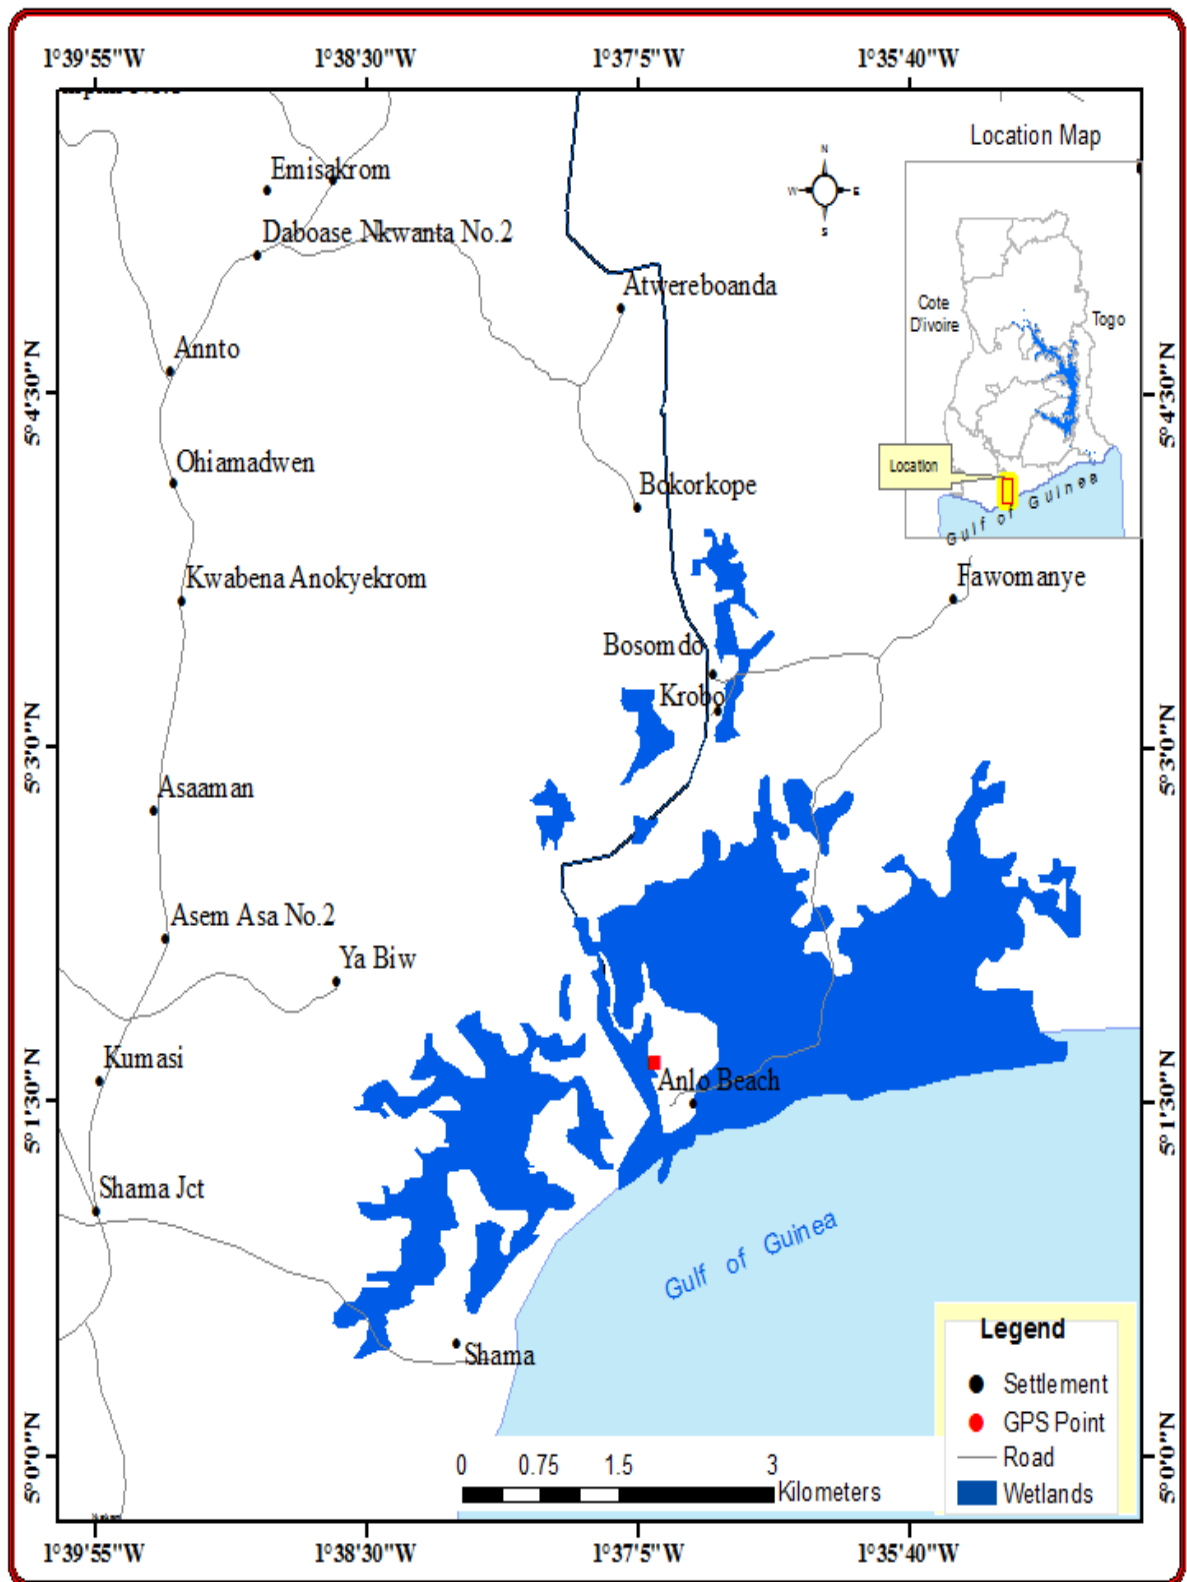 1°39'55"W 1°38'30"W 1°37'5"W 1°35'40"W
Location Map
N
W E
S
Emisakrom
Daboase Nkwanta No.2
Atwereboanda
Cote
D'ivoire
Togo
Annto
5°4'30"N
5°4'30"N
Ohiamadwen
Location
Bokorkope
Gulf of Guinea
Kwabena Anokyekrom
Fawomanye
Bosomdo
Krobo
5°3'0"N
5°3'0"N
Asaaman
Asem Asa No.2
Ya Biw
Kumasi
Anlo Beach
5°1'30"N
5°1'30"N
Shama Jct
Gulf of Guinea
Shama
Legend
Settlement
GPS Point
Road
Wetlands
0 0.75 1.5 3
Kilometers
5°0'0"N
5°0'0"N
1°39'55"W 1°38'30"W 1°37'5"W 1°35'40"W